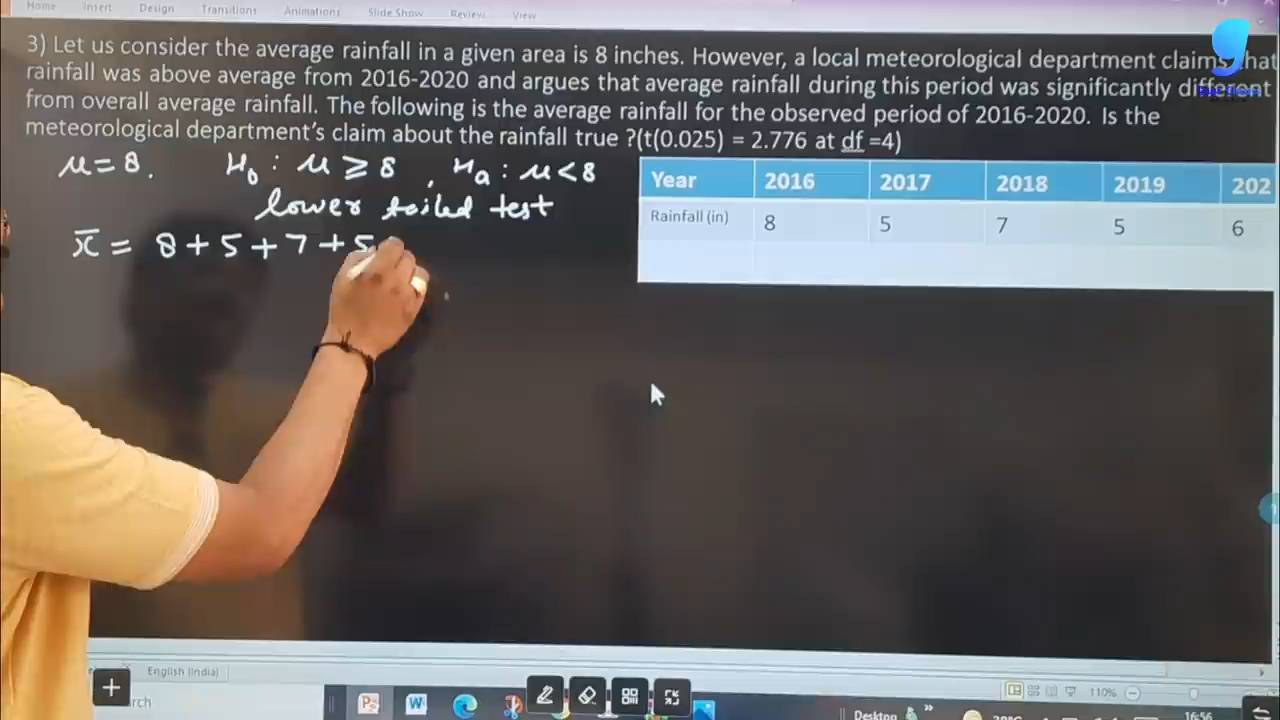 Home Insert Design Transitions Animations Slide Show Review View
3) Let us consider the average rainfall in a given area is 8 inches. However, a local meteorological department claims that
rainfall was above average from 2016-2020 and argues that average rainfall during this period was significantly different
from overall average rainfall. The following is the average rainfall for the observed period of 2016-2020. Is the
meteorological department's claim about the rainfall true ?(t(0.025) = 2.776 at df =4)
μ = 8. H₀ : μ ≥ 8 , Hₐ : μ < 8
lower tailed test
x̄ = 8 + 5 + 7 + 5
Year 2016 2017 2018 2019 202
Rainfall (in) 8 5 7 5 6
English (India)
110%
rch
Desktop
16:56